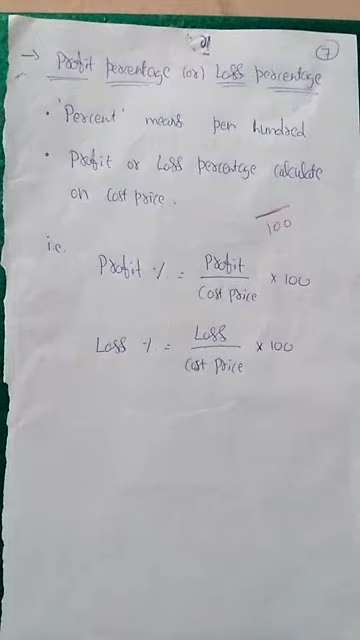 7
→ Profit percentage (or) Loss percentage
• 'Percent' means per hundred
• Profit or Loss percentage calculate
on Cost price.
/100
i.e.
Profit % = Profit / Cost price × 100
Loss % = Loss / Cost price × 100